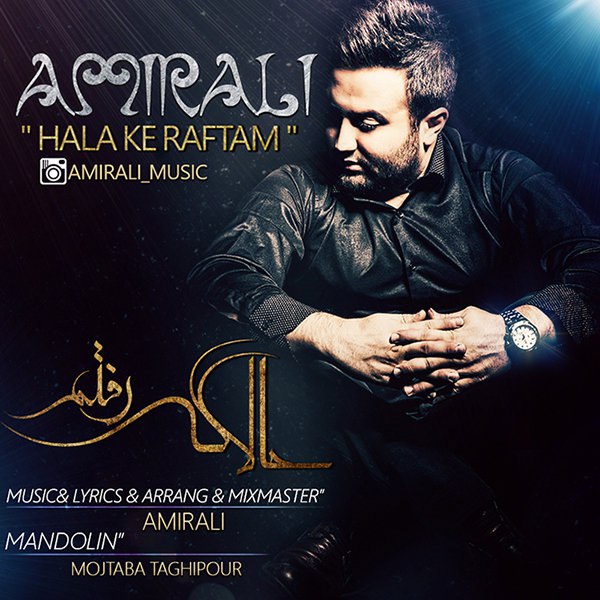 AMIRALI
" HALA KE RAFTAM "
AMIRALI_MUSIC
حالا که رفتم
MUSIC& LYRICS & ARRANG & MIXMASTER"
AMIRALI
MANDOLIN"
MOJTABA TAGHIPOUR